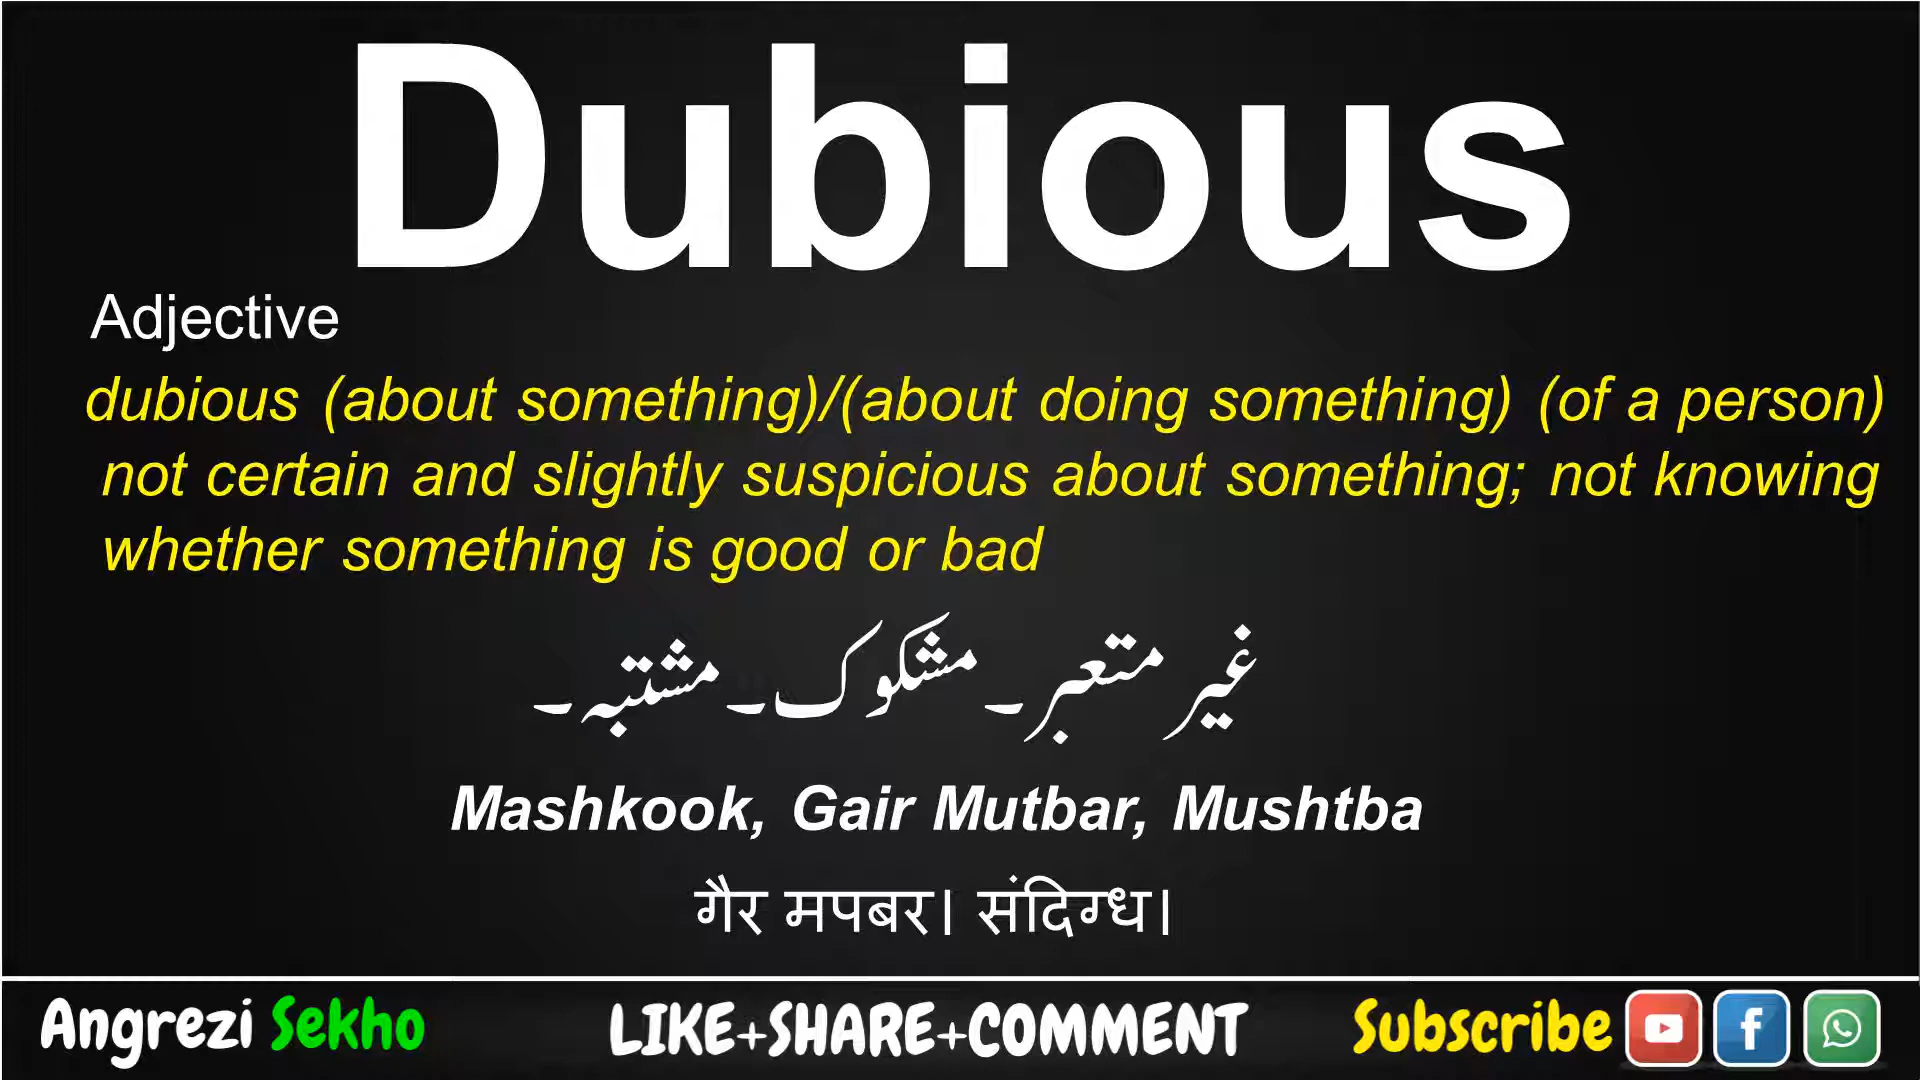 Dubious
Adjective
dubious (about something)/(about doing something) (of a person)
not certain and slightly suspicious about something; not knowing
whether something is good or bad
غیر متعبر۔ مشکوک۔ مشتبہ۔
Mashkook, Gair Mutbar, Mushtba
गैर मपबर। संदिग्ध।
Angrezi Sekho LIKE+SHARE+COMMENT Subscribe